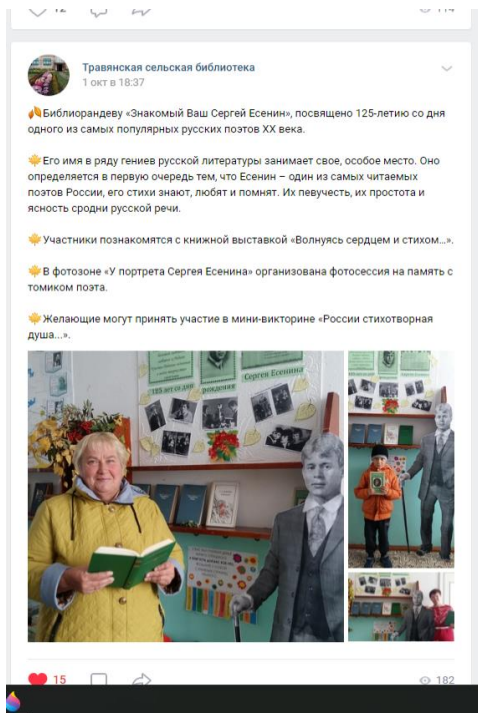 12
114
Травянская сельская библиотека
1 окт в 18:37
Библиорандеву «Знакомый Ваш Сергей Есенин», посвящено 125-летию со дня
одного из самых популярных русских поэтов XX века.
Его имя в ряду гениев русской литературы занимает свое, особое место. Оно
определяется в первую очередь тем, что Есенин – один из самых читаемых
поэтов России, его стихи знают, любят и помнят. Их певучесть, их простота и
ясность сродни русской речи.
Участники познакомятся с книжной выставкой «Волнуясь сердцем и стихом…».
В фотозоне «У портрета Сергея Есенина» организована фотосессия на память с
томиком поэта.
Желающие могут принять участие в мини-викторине «России стихотворная
душа...».
Сергея Есенина
125 лет со дня рождения
15
182